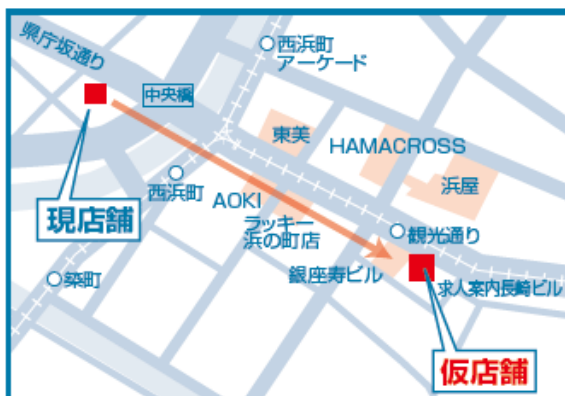 県庁坂通り
西浜町
アーケード
中央橋
東美
HAMACROSS
浜屋
西浜町
AOKI
現店舗
ラッキー
浜の町店
観光通り
築町
銀座寿ビル
求人案内長崎ビル
仮店舗